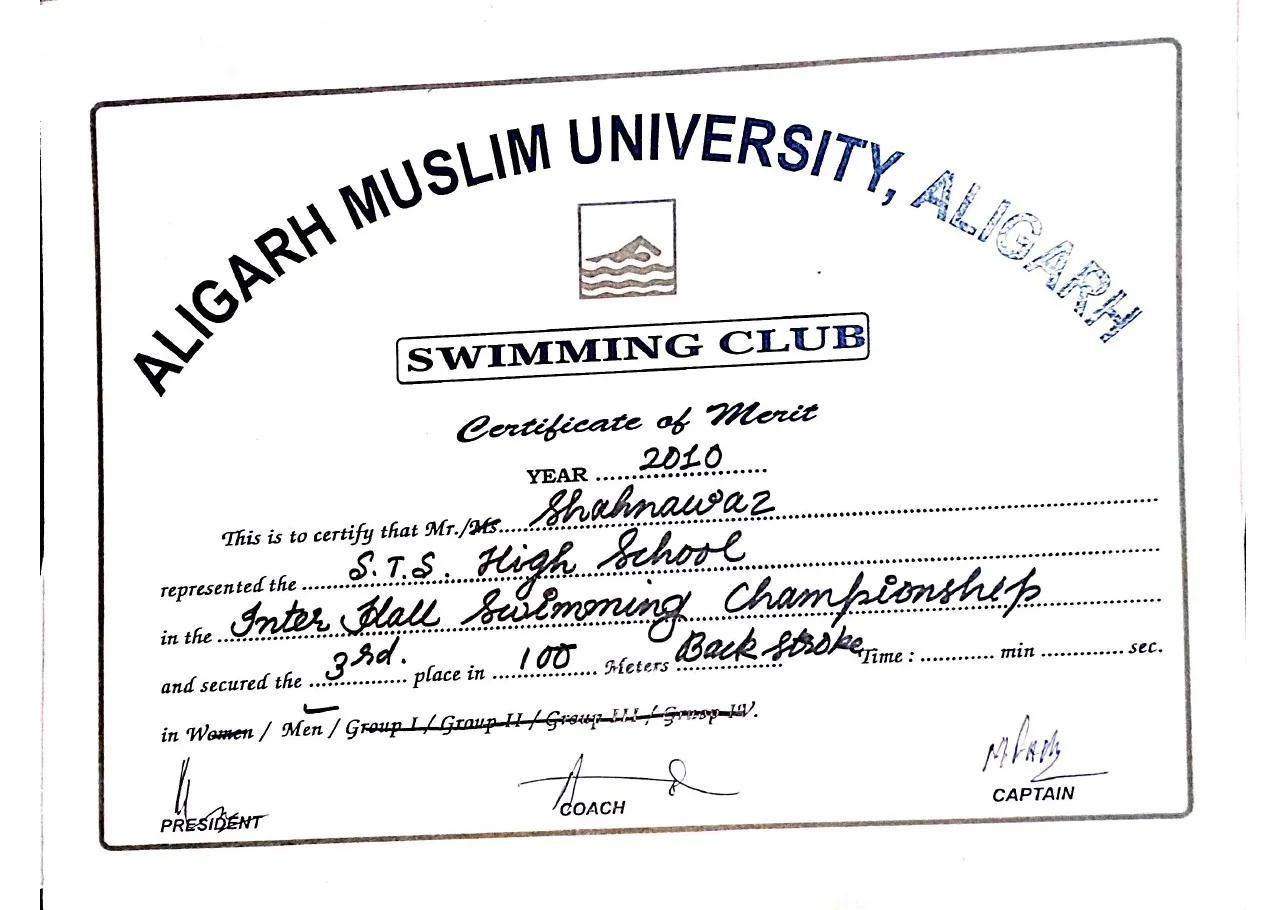 ALIGARH MUSLIM UNIVERSITY, ALIGARH
SWIMMING CLUB
Certificate of Merit
YEAR ........2010........
This is to certify that Mr./Ms. Shahnawaz
represented the S.T.S. High School
in the Inter Hall Swimming Championship
and secured the 3rd. place in 100 Meters Back Stroke Time : ............ min ............ sec.
in Women / Men / Group I / Group II / Group III / Group IV.
PRESIDENT
COACH
CAPTAIN